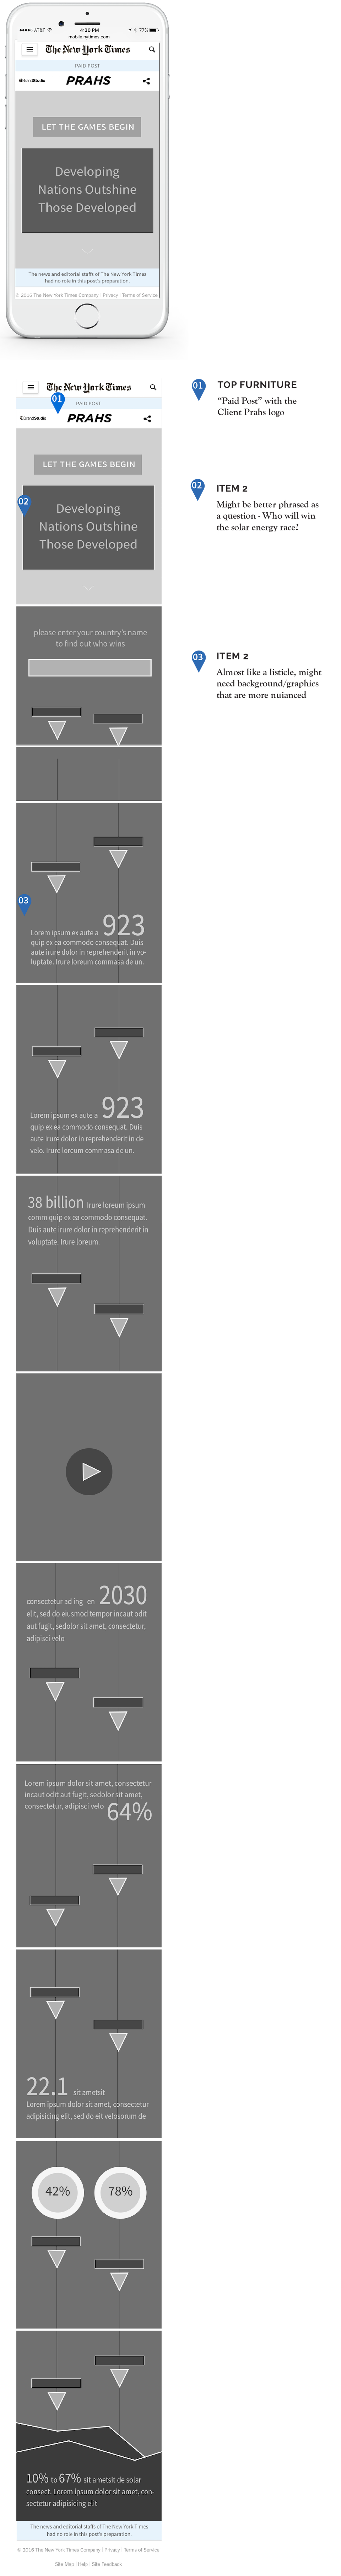 AT&T 4:30 PM 77%
mobile.nytimes.com
The New York Times
PAID POST
TBrandStudio PRAHS
LET THE GAMES BEGIN
Developing
Nations Outshine
Those Developed
The news and editorial staffs of The New York Times
had no role in this post's preparation.
© 2016 The New York Times Company | Privacy | Terms of Service
The New York Times
01
PAID POST
TBrandStudio PRAHS
LET THE GAMES BEGIN
02
Developing
Nations Outshine
Those Developed
01 TOP FURNITURE
“Paid Post” with the
Client Prahs logo
02 ITEM 2
Might be better phrased as
a question - Who will win
the solar energy race?
please enter your country's name
to find out who wins
03 ITEM 2
Almost like a listicle, might
need background/graphics
that are more nuianced
03
Lorem ipsum ex aute a 923
quip ex ea commodo consequat. Duis
aute irure dolor in reprehenderit in vo-
luptate. Irure loreum commasa de un.
Lorem ipsum ex aute a 923
quip ex ea commodo consequat. Duis
aute irure dolor in reprehenderit in de
velo. Irure loreum commasa de un.
38 billion Irure loreum ipsum
comm quip ex ea commodo consequat.
Duis aute irure dolor in reprehenderit in
voluptate. Irure loreum.
consectetur ad ing en 2030
elit, sed do eiusmod tempor incaut odit
aut fugit, sedolor sit amet, consectetur,
adipisci velo
Lorem ipsum dolor sit amet, consectetur
incaut odit aut fugit, sedolor sit amet,
consectetur, adipisci velo 64%
22.1 sit ametsit
Lorem ipsum dolor sit amet, consectetur
adipisicing elit, sed do eit velosorum de
42% 78%
10% to 67% sit ametsit de solar
consect. Lorem ipsum dolor sit amet, con-
sectetur adipisicing elit
The news and editorial staffs of The New York Times
had no role in this post's preparation.
© 2016 The New York Times Company | Privacy | Terms of Service
Site Map | Help | Site Feedback